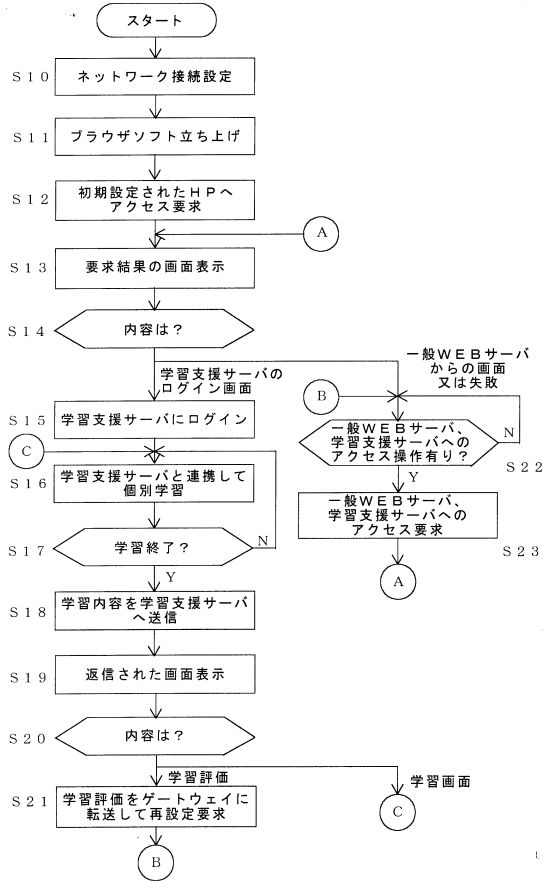 スタート
S10
ネットワーク接続設定
S11
ブラウザソフト立ち上げ
S12
初期設定されたHPへ
アクセス要求
A
S13
要求結果の画面表示
S14
内容は?
学習支援サーバの
ログイン画面
一般WEBサーバ
からの画面
又は失敗
B
S15
学習支援サーバにログイン
一般WEBサーバ、
学習支援サーバへの
アクセス操作有り?
N
S22
Y
C
S16
学習支援サーバと連携して
個別学習
一般WEBサーバ、
学習支援サーバへの
アクセス要求
S23
A
S17
学習終了?
N
Y
S18
学習内容を学習支援サーバ
へ送信
S19
返信された画面表示
S20
内容は?
学習評価
学習画面
C
S21
学習評価をゲートウェイに
転送して再設定要求
B